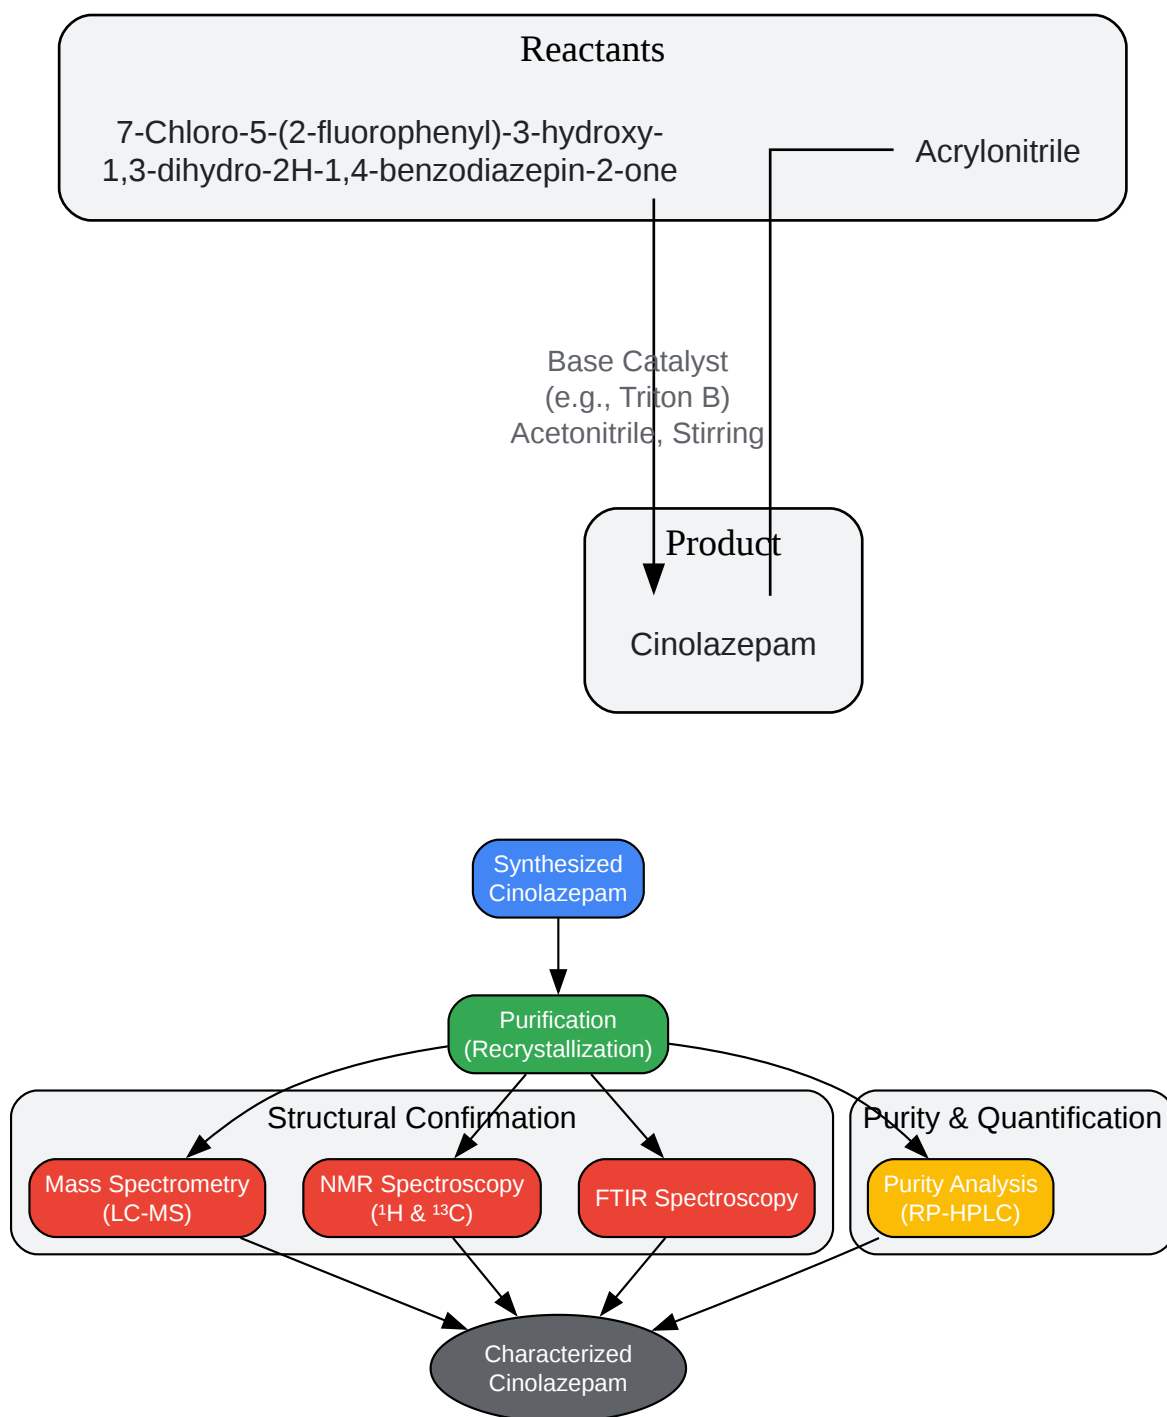 Reactants
7-Chloro-5-(2-fluorophenyl)-3-hydroxy-
1,3-dihydro-2H-1,4-benzodiazepin-2-one
Acrylonitrile
Base Catalyst
(e.g., Triton B)
Acetonitrile, Stirring
Product
Cinolazepam
Synthesized
Cinolazepam
Purification
(Recrystallization)
Structural Confirmation
Purity & Quantification
Mass Spectrometry
(LC-MS)
NMR Spectroscopy
(¹H & ¹³C)
FTIR Spectroscopy
Purity Analysis
(RP-HPLC)
Characterized
Cinolazepam